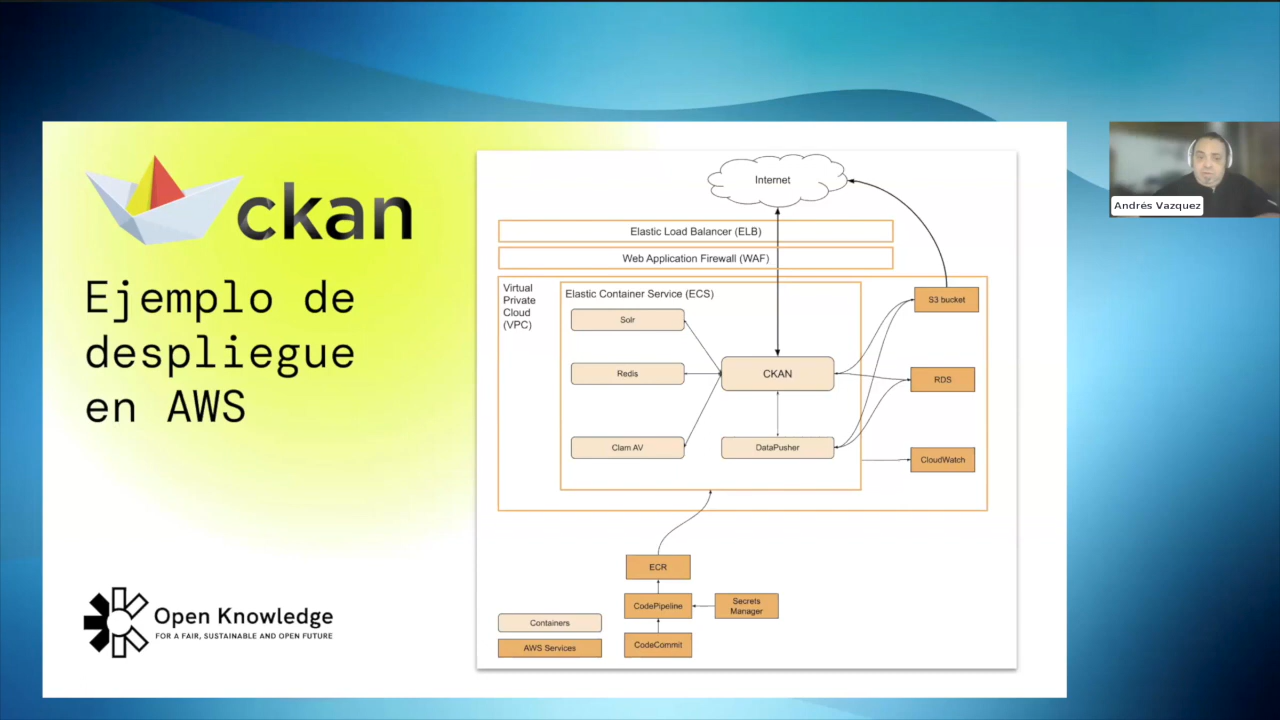 ckan
Ejemplo de
despliegue
en AWS
Open Knowledge
FOR A FAIR, SUSTAINABLE AND OPEN FUTURE
Internet
Elastic Load Balancer (ELB)
Web Application Firewall (WAF)
Virtual
Private
Cloud
(VPC)
Elastic Container Service (ECS)
Solr
Redis
Clam AV
CKAN
DataPusher
S3 bucket
RDS
CloudWatch
ECR
CodePipeline
Secrets
Manager
CodeCommit
Containers
AWS Services
Andrés Vazquez